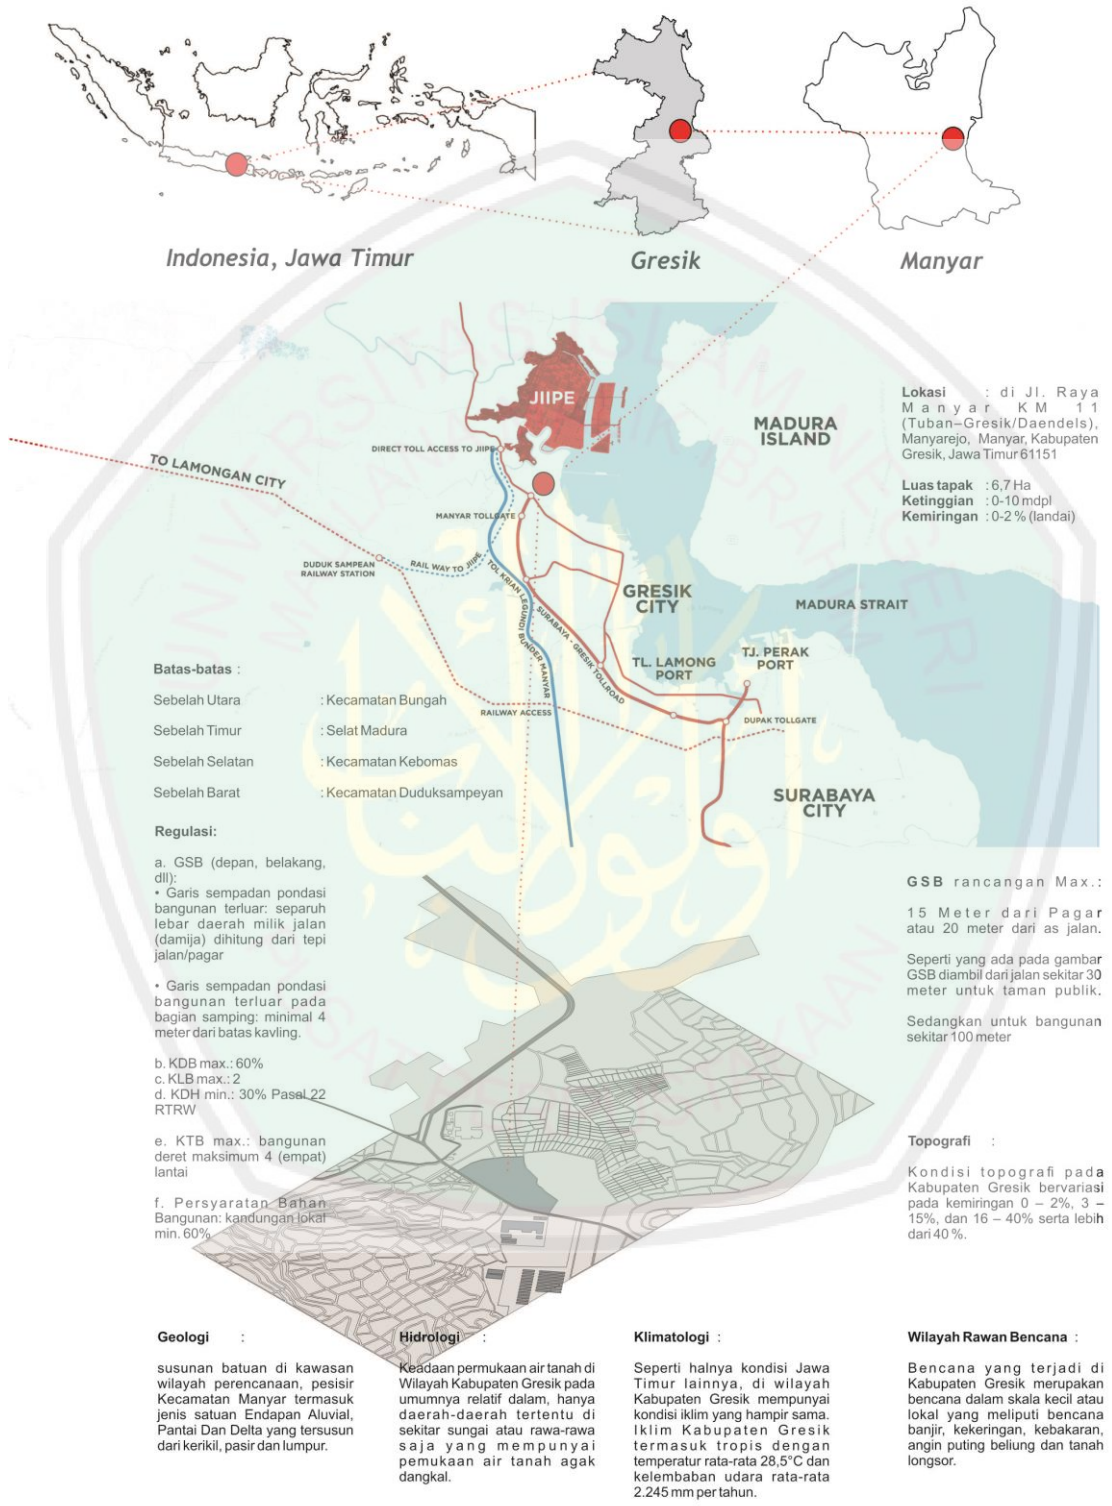 Indonesia, Jawa Timur
Gresik
Manyar
JIIPE
DIRECT TOLL ACCESS TO JIIPE
MADURA
ISLAND
TO LAMONGAN CITY
MANYAR TOLLGATE
DUDUK SAMPEAN
RAILWAY STATION
RAIL WAY TO JIIPE
TOL KRIAN LEGUNDI BUNDER MANYAR
SURABAYA - GRESIK TOLLROAD
GRESIK
CITY
MADURA STRAIT
TL. LAMONG
PORT
TJ. PERAK
PORT
RAILWAY ACCESS
DUPAK TOLLGATE
SURABAYA
CITY
Lokasi : di Jl. Raya
Manyar KM 11
(Tuban–Gresik/Daendels),
Manyarejo, Manyar, Kabupaten
Gresik, Jawa Timur 61151
Luas tapak : 6,7 Ha
Ketinggian : 0-10 mdpl
Kemiringan : 0-2 % (landai)
Batas-batas :
Sebelah Utara : Kecamatan Bungah
Sebelah Timur : Selat Madura
Sebelah Selatan : Kecamatan Kebomas
Sebelah Barat : Kecamatan Duduksampeyan
Regulasi:
a. GSB (depan, belakang,
dll):
• Garis sempadan pondasi
bangunan terluar: separuh
lebar daerah milik jalan
(damija) dihitung dari tepi
jalan/pagar
• Garis sempadan pondasi
bangunan terluar pada
bagian samping: minimal 4
meter dari batas kavling.
b. KDB max.: 60%
c. KLB max.: 2
d. KDH min.: 30% Pasal 22
RTRW
e. KTB max.: bangunan
deret maksimum 4 (empat)
lantai
f. Persyaratan Bahan
Bangunan: kandungan lokal
min. 60%
GSB rancangan Max.:
15 Meter dari Pagar
atau 20 meter dari as jalan.
Seperti yang ada pada gambar
GSB diambil dari jalan sekitar 30
meter untuk taman publik.
Sedangkan untuk bangunan
sekitar 100 meter
Topografi :
Kondisi topografi pada
Kabupaten Gresik bervariasi
pada kemiringan 0 – 2%, 3 –
15%, dan 16 – 40% serta lebih
dari 40 %.
Geologi :
susunan batuan di kawasan
wilayah perencanaan, pesisir
Kecamatan Manyar termasuk
jenis satuan Endapan Aluvial,
Pantai Dan Delta yang tersusun
dari kerikil, pasir dan lumpur.
Hidrologi :
Keadaan permukaan air tanah di
Wilayah Kabupaten Gresik pada
umumnya relatif dalam, hanya
daerah-daerah tertentu di
sekitar sungai atau rawa-rawa
saja yang mempunyai
pemukaan air tanah agak
dangkal.
Klimatologi :
Seperti halnya kondisi Jawa
Timur lainnya, di wilayah
Kabupaten Gresik mempunyai
kondisi iklim yang hampir sama.
Iklim Kabupaten Gresik
termasuk tropis dengan
temperatur rata-rata 28,5°C dan
kelembaban udara rata-rata
2.245 mm per tahun.
Wilayah Rawan Bencana :
Bencana yang terjadi di
Kabupaten Gresik merupakan
bencana dalam skala kecil atau
lokal yang meliputi bencana
banjir, kekeringan, kebakaran,
angin puting beliung dan tanah
longsor.